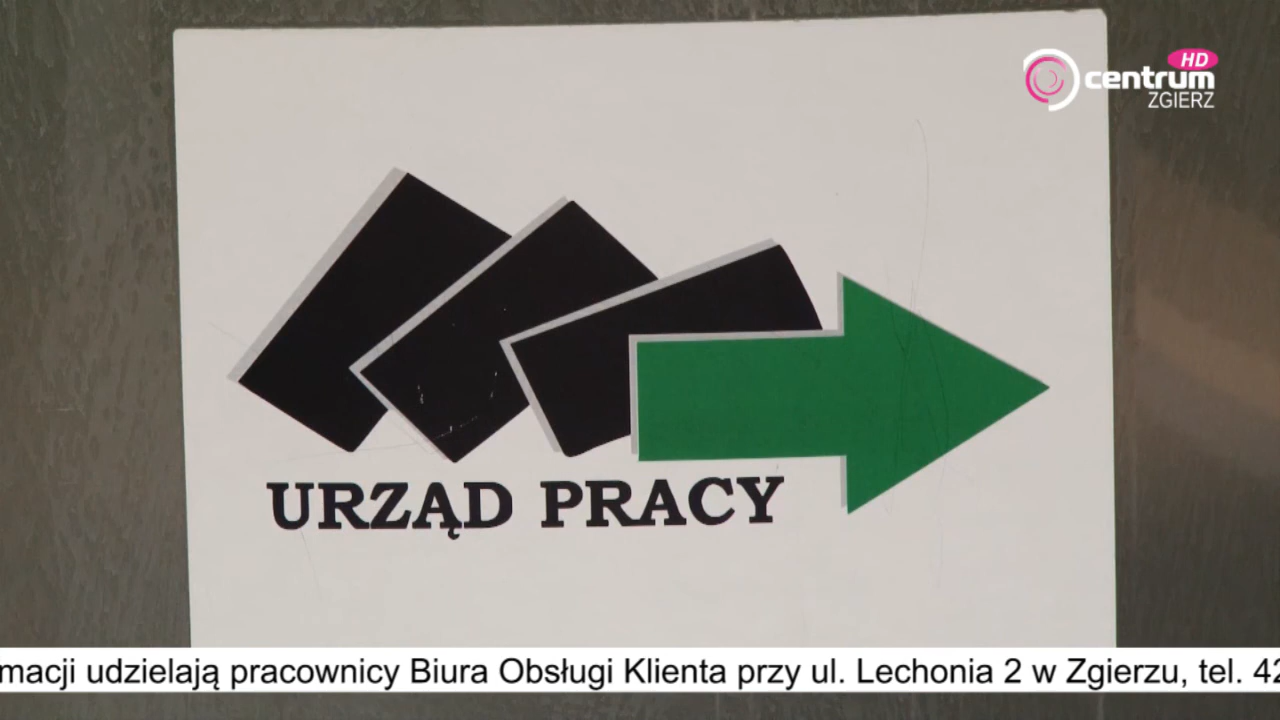 HD
centrum
ZGIERZ
URZĄD PRACY
macji udzielają pracownicy Biura Obsługi Klienta przy ul. Lechonia 2 w Zgierzu, tel. 42